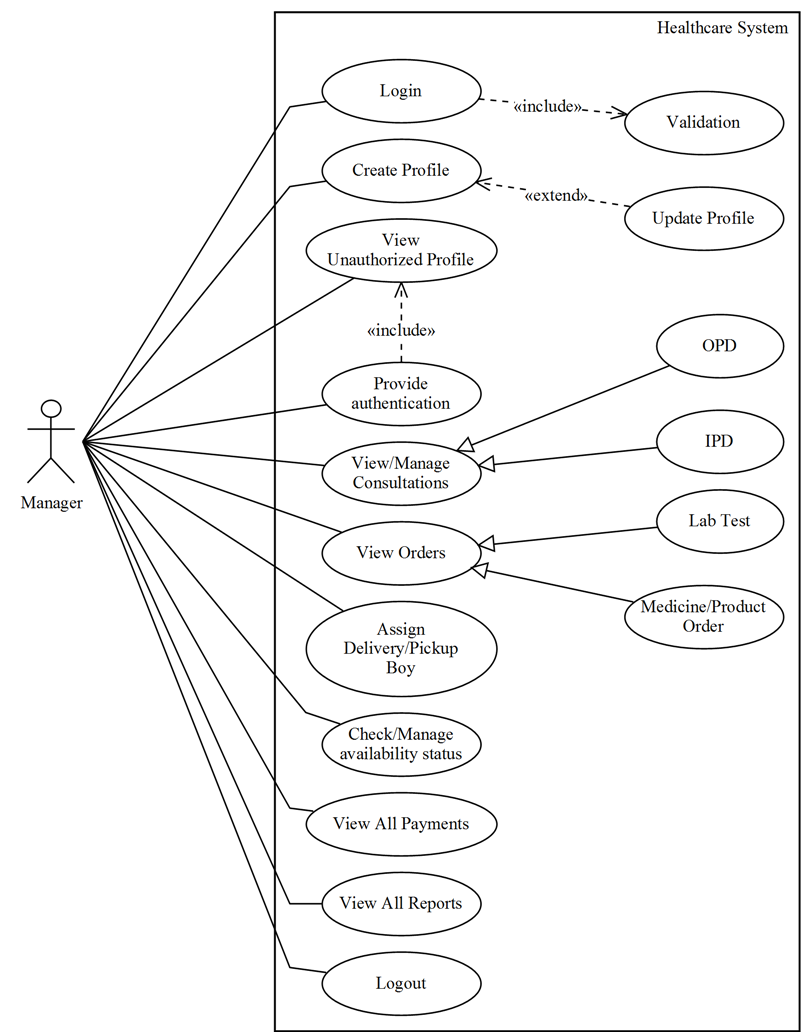 Healthcare System
Login
«include»
Validation
Create Profile
«extend»
Update Profile
View
Unauthorized Profile
«include»
OPD
Provide
authentication
IPD
View/Manage
Consultations
Manager
Lab Test
View Orders
Medicine/Product
Order
Assign
Delivery/Pickup
Boy
Check/Manage
availability status
View All Payments
View All Reports
Logout